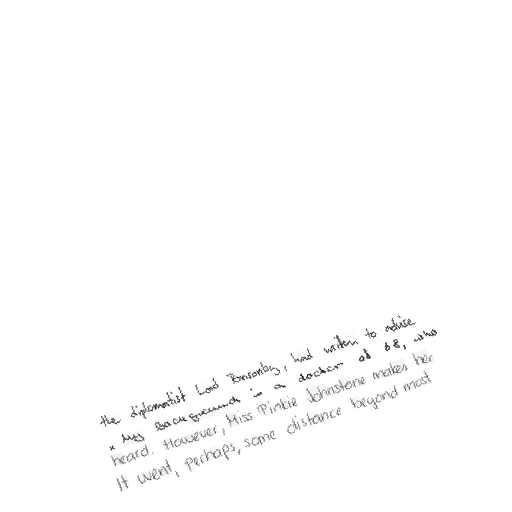 the diplomatist Lord Ponsonby, had written to advise
background is a doctor of 68, who
heard. However, Miss Pinkie Johnstone makes her
It went, perhaps, some distance beyond most